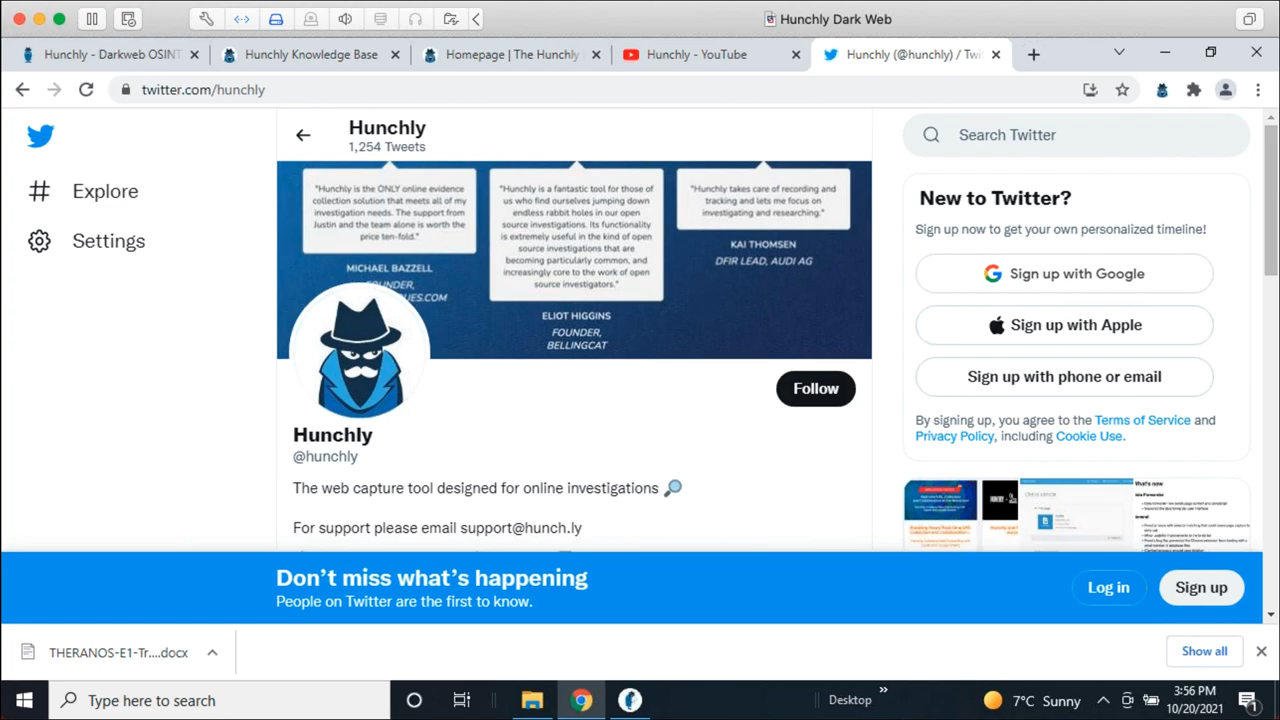 Hunchly Dark Web
Hunchly - Darkweb OSINT
Hunchly Knowledge Base
Homepage | The Hunchly
Hunchly - YouTube
Hunchly (@hunchly) / Twi
twitter.com/hunchly
Explore
Settings
Hunchly
1,254 Tweets
"Hunchly is the ONLY online evidence
collection solution that meets all of my
investigation needs. The support from
Justin and the team alone is worth the
price ten-fold."
MICHAEL BAZZELL
FOUNDER,
"Hunchly is a fantastic tool for those of
us who find ourselves jumping down
endless rabbit holes in our open
source investigations. Its functionality
is extremely useful in the kind of open
source investigations that are
becoming particularly common, and
increasingly core to the work of open
source investigators."
ELIOT HIGGINS
FOUNDER,
BELLINGCAT
"Hunchly takes care of recording and
tracking and lets me focus on
investigating and researching."
KAI THOMSEN
DFIR LEAD, AUDI AG
Follow
Hunchly
@hunchly
The web capture tool designed for online investigations
For support please email support@hunch.ly
Search Twitter
New to Twitter?
Sign up now to get your own personalized timeline!
Sign up with Google
Sign up with Apple
Sign up with phone or email
By signing up, you agree to the Terms of Service and
Privacy Policy, including Cookie Use.
What's new
Don't miss what's happening
People on Twitter are the first to know.
Log in
Sign up
THERANOS-E1-Tr....docx
Show all
Type here to search
Desktop
7°C Sunny
3:56 PM
10/20/2021
1